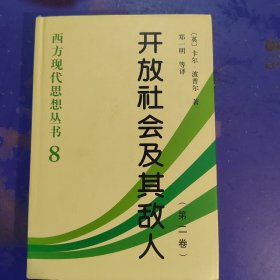 西方现代思想丛书 8
开放社会及其敌人
（第二卷）
〔英〕卡尔·波普尔 著
郑一明 等译